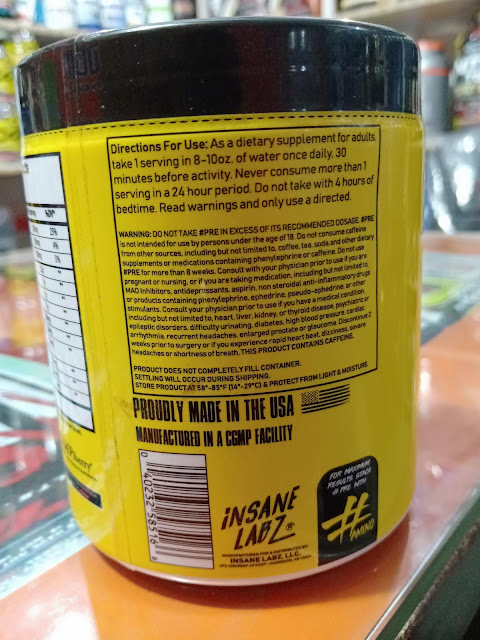 Directions For Use: As a dietary supplement for adults,
take 1 serving in 8-10oz. of water once daily, 30
minutes before activity. Never consume more than 1
serving in a 24 hour period. Do not take with 4 hours of
bedtime. Read warnings and only use a directed.
WARNING: DO NOT TAKE #PRE IN EXCESS OF ITS RECOMMENDED DOSAGE. #PRE
is not intended for use by persons under the age of 18. Do not consume caffeine
from other sources, including but not limited to, coffee, tea, soda, and other dietary
supplements or medications containing phenylephrine or caffeine. Do not use
#PRE for more than 8 weeks. Consult with your physician prior to use if you are
pregnant or nursing, or if you are taking medication, including but not limited to
MAO inhibitors, antidepressants, aspirin, non steroidal anti-inflammatory drugs
or products containing phenylephrine, ephedrine, pseudo-ephedrine, or other
stimulants. Consult your physician prior to use if you have a medical condition,
including but not limited to, heart, liver, kidney, or thyroid disease, psychiatric or
epileptic disorders, difficulty urinating, diabetes, high blood pressure, cardiac
arrhythmia, recurrent headaches, enlarged prostate or glaucoma. Discontinue 2
weeks prior to surgery or if you experience rapid heart beat, dizziness, severe
headaches or shortness of breath. THIS PRODUCT CONTAINS CAFFEINE.
PRODUCT DOES NOT COMPLETELY FILL CONTAINER.
SETTLING WILL OCCUR DURING SHIPPING.
STORE PRODUCT AT 58°-85°F (14°-29°C) & PROTECT FROM LIGHT & MOISTURE.
PROUDLY MADE IN THE USA
MANUFACTURED IN A CGMP FACILITY
INSANE
LABZ®
MANUFACTURED FOR & DISTRIBUTED BY:
INSANE LABZ, LLC.
FOR MAXIMUM
RESULTS STACK
# PRE WITH
#
AMINO